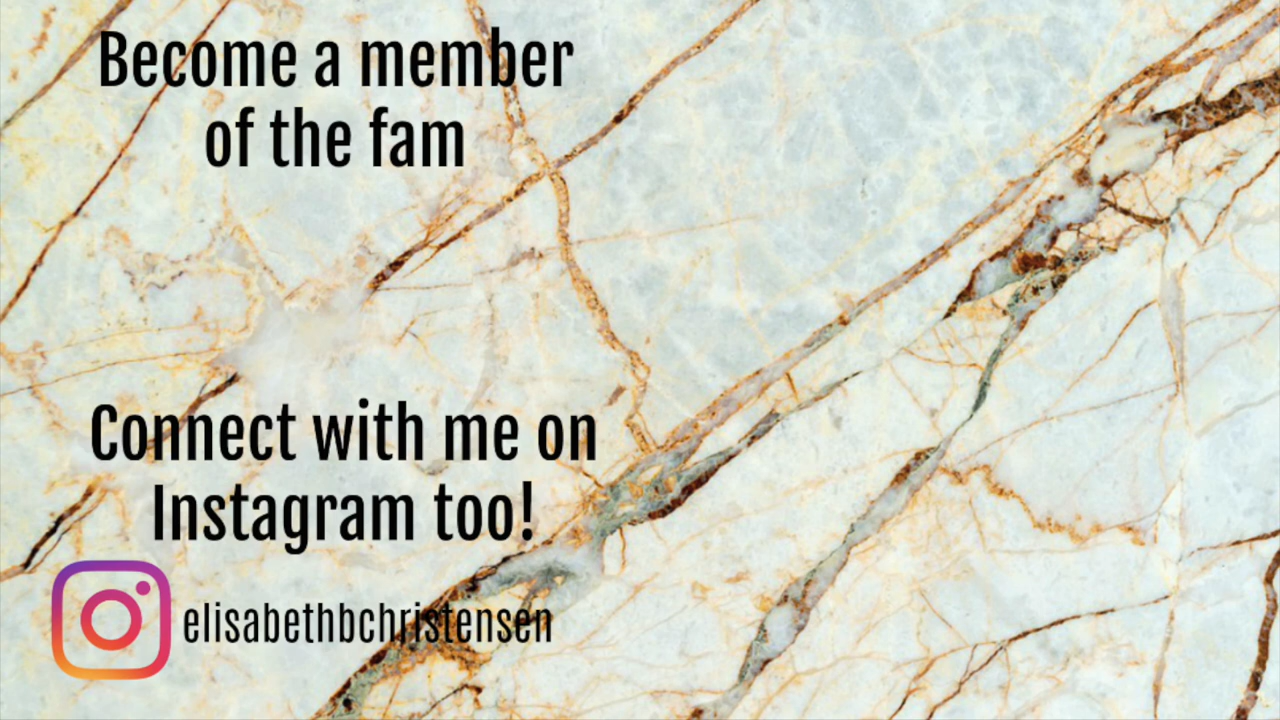 Become a member
of the fam
Connect with me on
Instagram too!
elisabethbchristensen